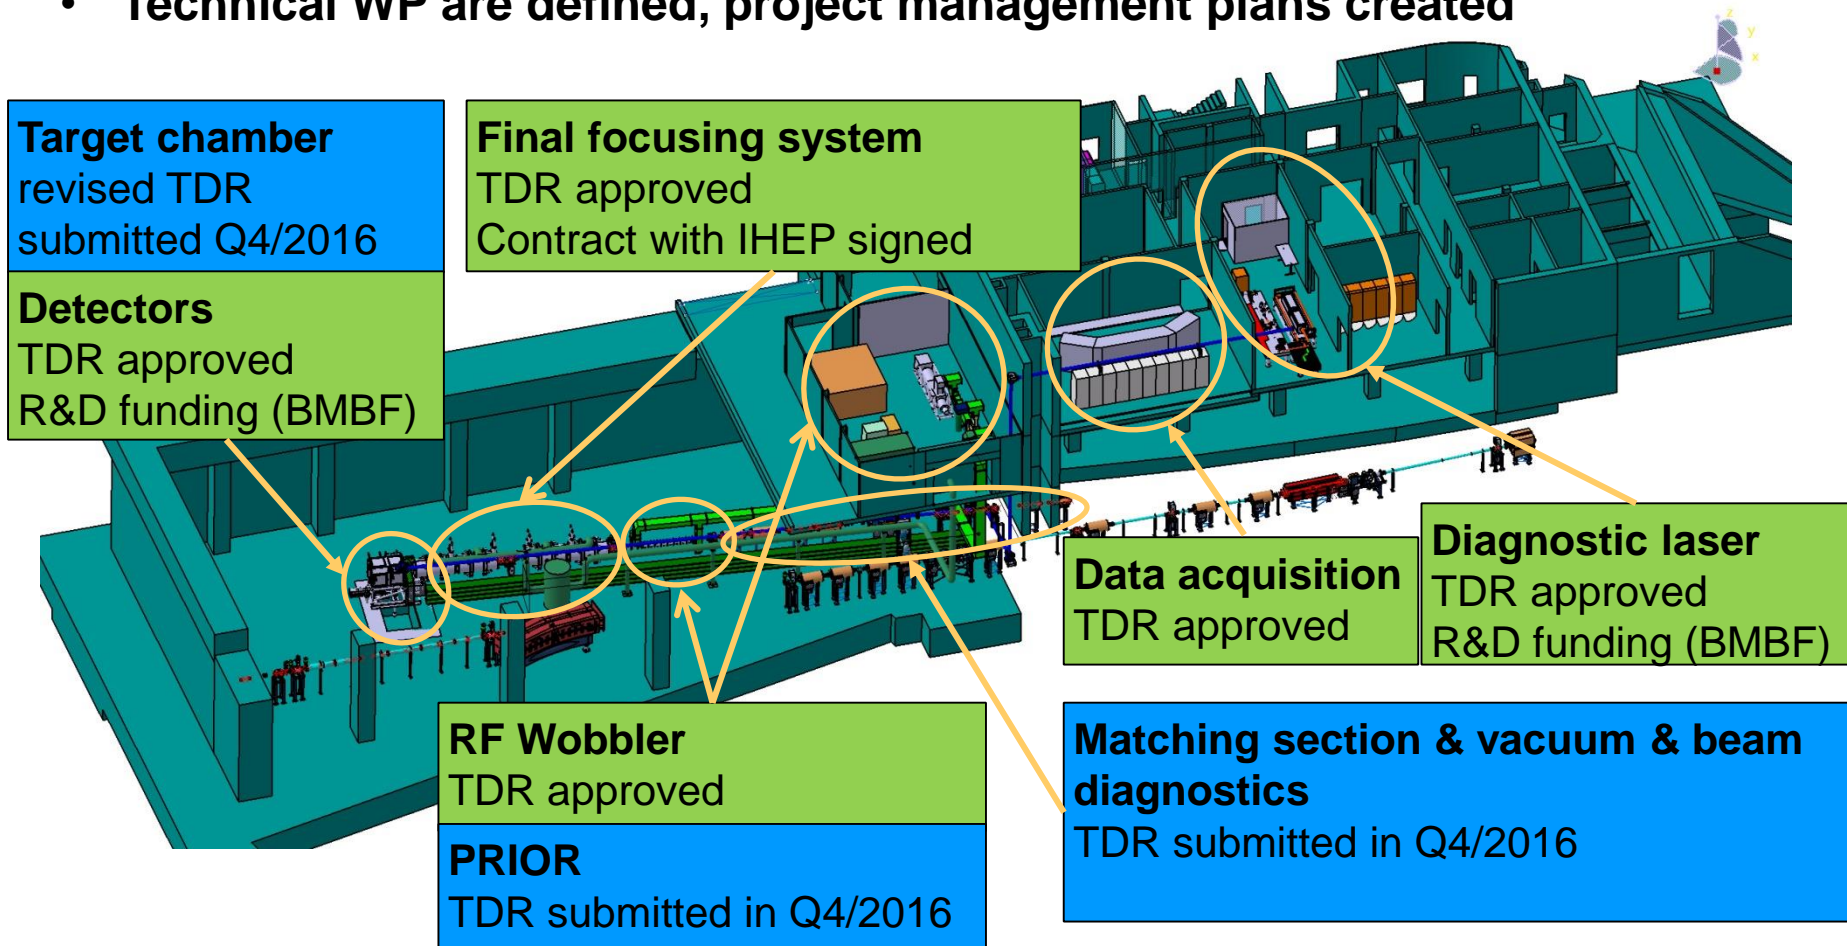 • Technical WP are defined, project management plans created
z
y
x
Target chamber
revised TDR
submitted Q4/2016
Final focusing system
TDR approved
Contract with IHEP signed
Detectors
TDR approved
R&D funding (BMBF)
Data acquisition
TDR approved
Diagnostic laser
TDR approved
R&D funding (BMBF)
RF Wobbler
TDR approved
PRIOR
TDR submitted in Q4/2016
Matching section & vacuum & beam
diagnostics
TDR submitted in Q4/2016